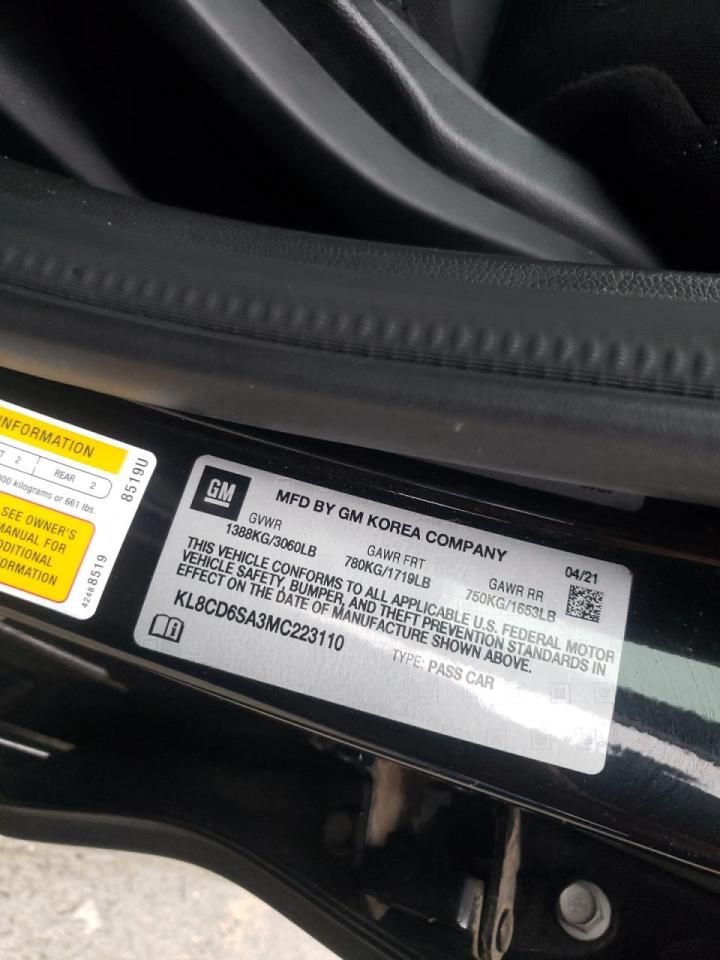 INFORMATION
2
REAR 2
kilograms or 661 lbs.
SEE OWNER'S
MANUAL FOR
ADDITIONAL
INFORMATION
8519U
42488519
GM
MFD BY GM KOREA COMPANY
GVWR GAWR FRT GAWR RR 04/21
1388KG/3060LB 780KG/1719LB 750KG/1653LB
THIS VEHICLE CONFORMS TO ALL APPLICABLE U.S. FEDERAL MOTOR
VEHICLE SAFETY, BUMPER, AND THEFT PREVENTION STANDARDS IN
EFFECT ON THE DATE OF MANUFACTURE SHOWN ABOVE.
KL8CD6SA3MC223110
TYPE: PASS CAR